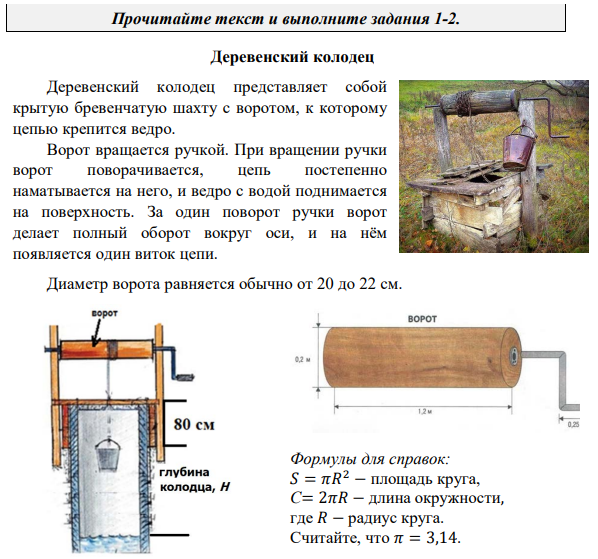 Прочитайте текст и выполните задания 1-2.
Деревенский колодец
Деревенский колодец представляет собой
крытую бревенчатую шахту с воротом, к которому
цепью крепится ведро.
Ворот вращается ручкой. При вращении ручки
ворот поворачивается, цепь постепенно
наматывается на него, и ведро с водой поднимается
на поверхность. За один поворот ручки ворот
делает полный оборот вокруг оси, и на нём
появляется один виток цепи.
Диаметр ворота равняется обычно от 20 до 22 см.
ворот
80 см
глубина
колодца, H
ВОРОТ
0,2 м
1,2 м
0,25
Формулы для справок:
S = πR² − площадь круга,
C= 2πR − длина окружности,
где R − радиус круга.
Считайте, что π = 3,14.